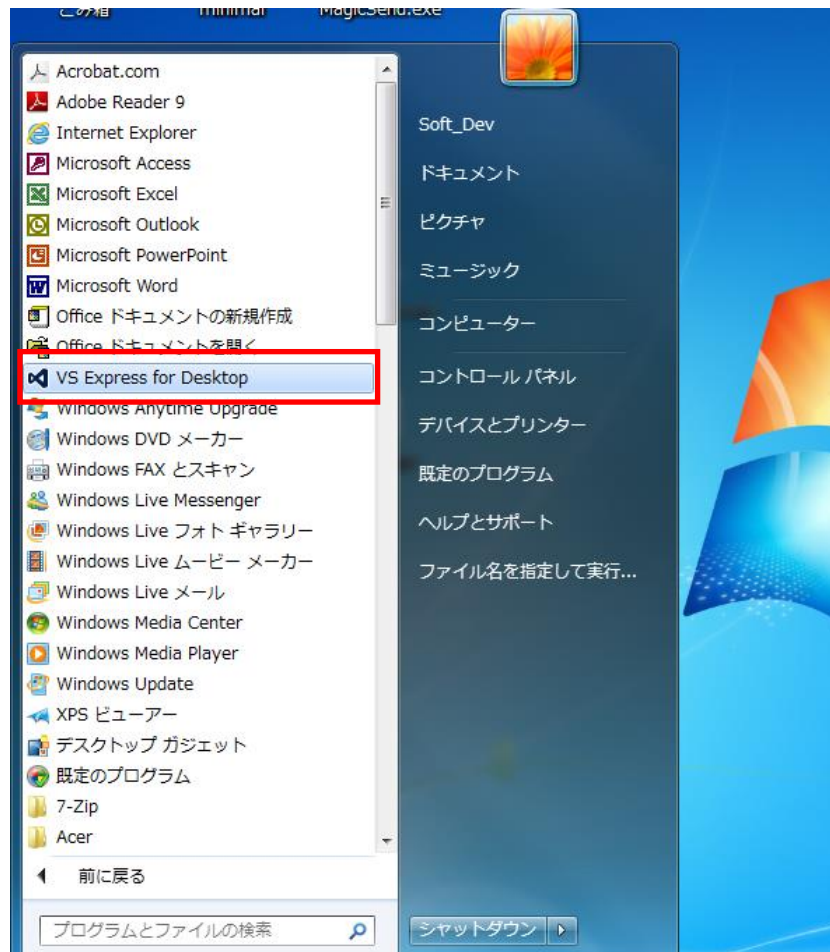 ごみ箱
minimal
MagicSend.exe
Acrobat.com
Adobe Reader 9
Internet Explorer
Microsoft Access
Microsoft Excel
Microsoft Outlook
Microsoft PowerPoint
Microsoft Word
Office ドキュメントの新規作成
Office ドキュメントを開く
VS Express for Desktop
Windows Anytime Upgrade
Windows DVD メーカー
Windows FAX とスキャン
Windows Live Messenger
Windows Live フォト ギャラリー
Windows Live ムービー メーカー
Windows Live メール
Windows Media Center
Windows Media Player
Windows Update
XPS ビューアー
デスクトップ ガジェット
既定のプログラム
7-Zip
Acer
前に戻る
プログラムとファイルの検索
Soft_Dev
ドキュメント
ピクチャ
ミュージック
コンピューター
コントロール パネル
デバイスとプリンター
既定のプログラム
ヘルプとサポート
ファイル名を指定して実行...
シャットダウン